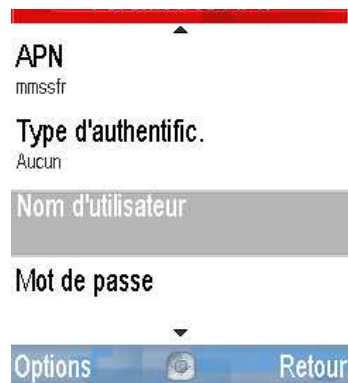 APN
mmssfr
Type d'authentific.
Aucun
Nom d'utilisateur
Mot de passe
Options
Retour